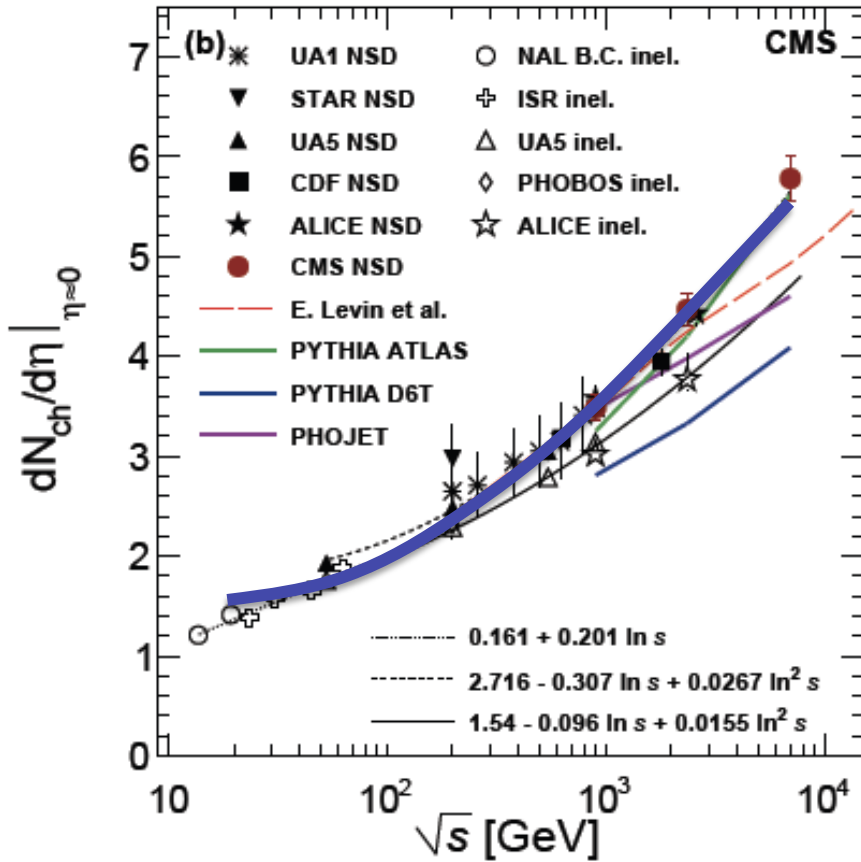 (b)
CMS
UA1 NSD
STAR NSD
UA5 NSD
CDF NSD
ALICE NSD
CMS NSD
E. Levin et al.
PYTHIA ATLAS
PYTHIA D6T
PHOJET
NAL B.C. inel.
ISR inel.
UA5 inel.
PHOBOS inel.
ALICE inel.
0.161 + 0.201 ln s
2.716 - 0.307 ln s + 0.0267 ln² s
1.54 - 0.096 ln s + 0.0155 ln² s
dN_ch/dη|_η≈0
7
6
5
4
3
2
1
0
10
10²
10³
10⁴
√s [GeV]